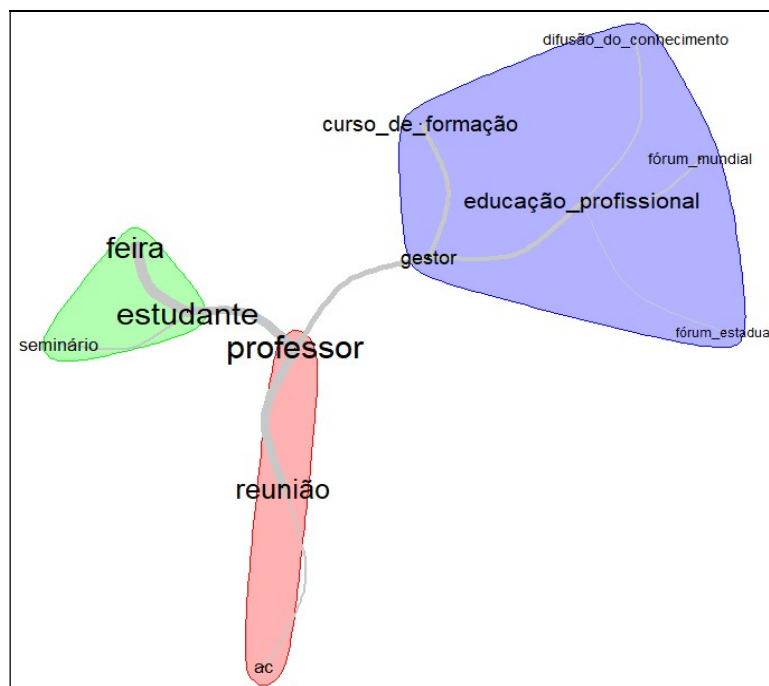 difusão_do_conhecimento
curso_de_formação
fórum_mundial
educação_profissional
feira
gestor
estudante
fórum_estadua
seminário
professor
reunião
ac